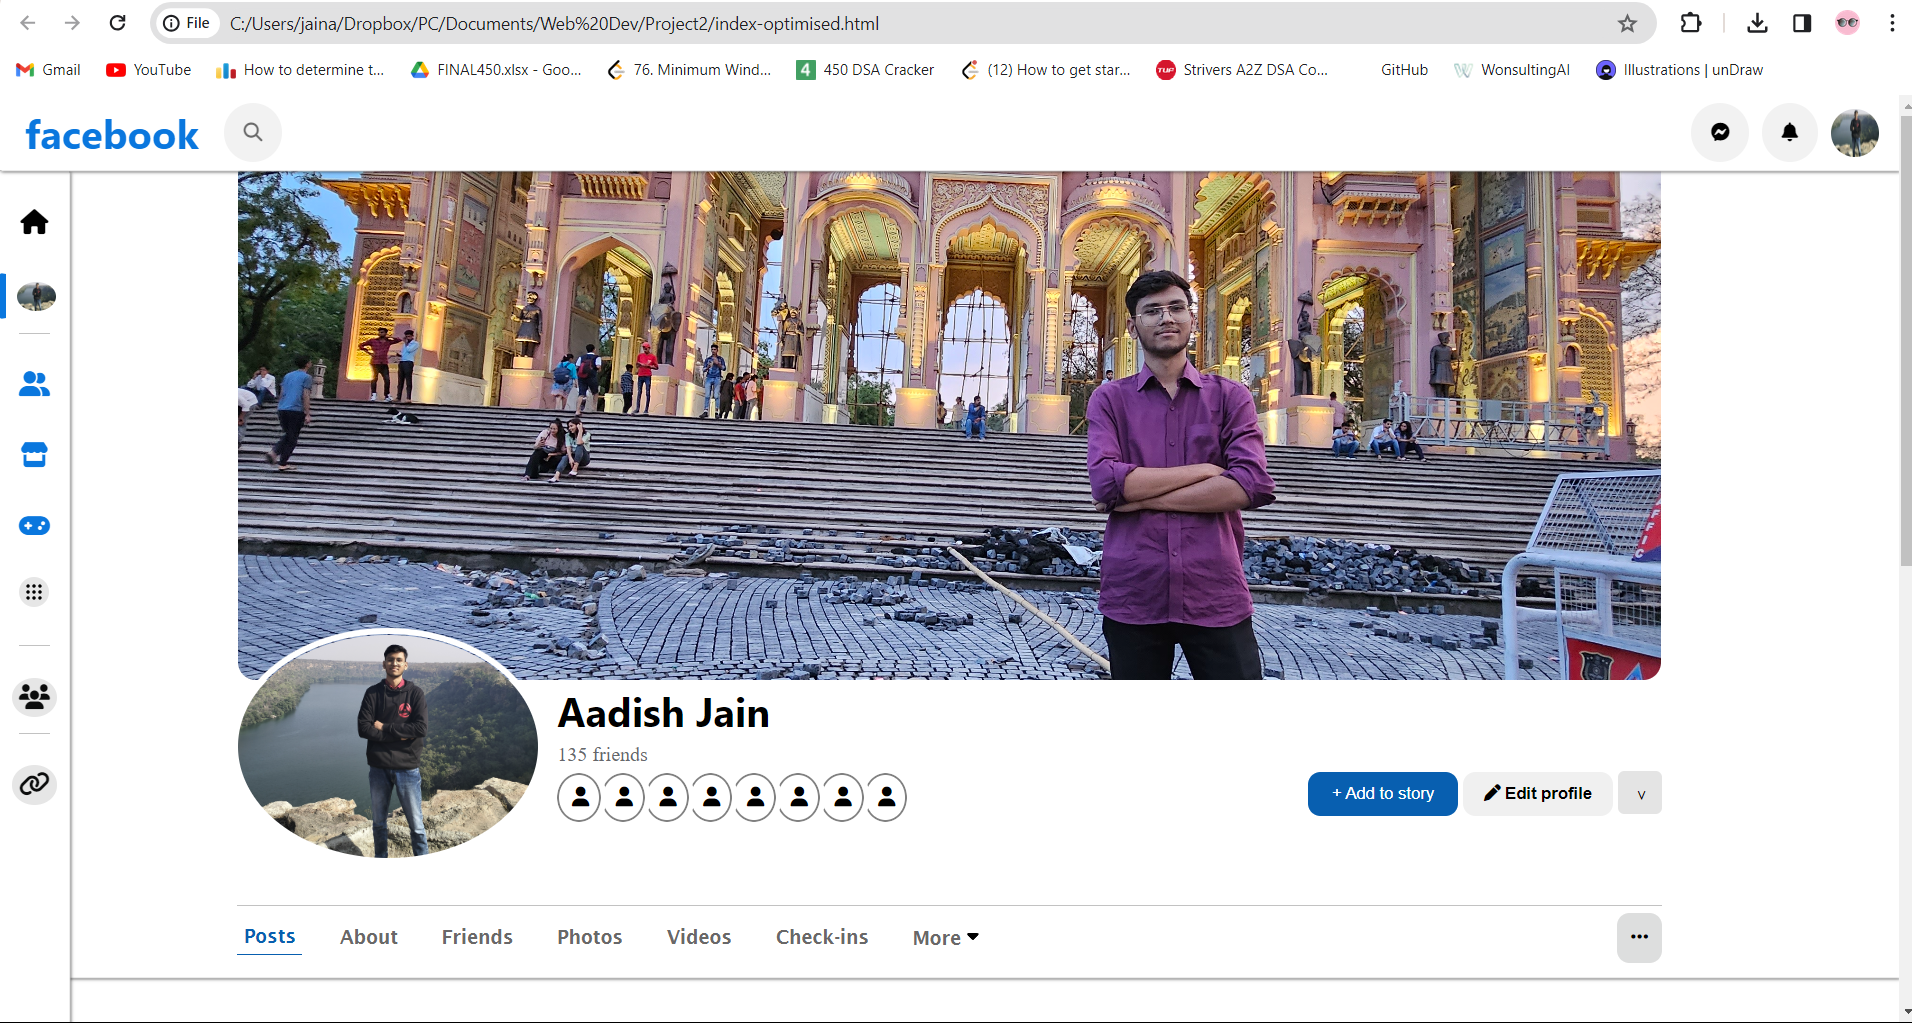 File C:/Users/jaina/Dropbox/PC/Documents/Web%20Dev/Project2/index-optimised.html
Gmail YouTube How to determine t... FINAL450.xlsx - Goo... 76. Minimum Wind... 4 450 DSA Cracker (12) How to get star... TUF Strivers A2Z DSA Co... GitHub WonsultingAI Illustrations | unDraw
facebook
AFFIC
Aadish Jain
135 friends
+ Add to story Edit profile v
Posts About Friends Photos Videos Check-ins More